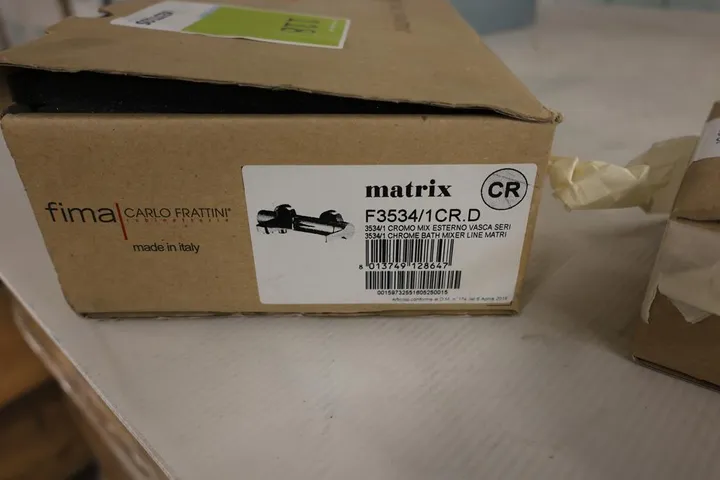 fima CARLO FRATTINI®
rubinetterie
made in italy
matrix
CR
F3534/1CR.D
3534/1 CROMO MIX ESTERNO VASCA SERI
3534/1 CHROME BATH MIXER LINE MATRI
8 013749 128647